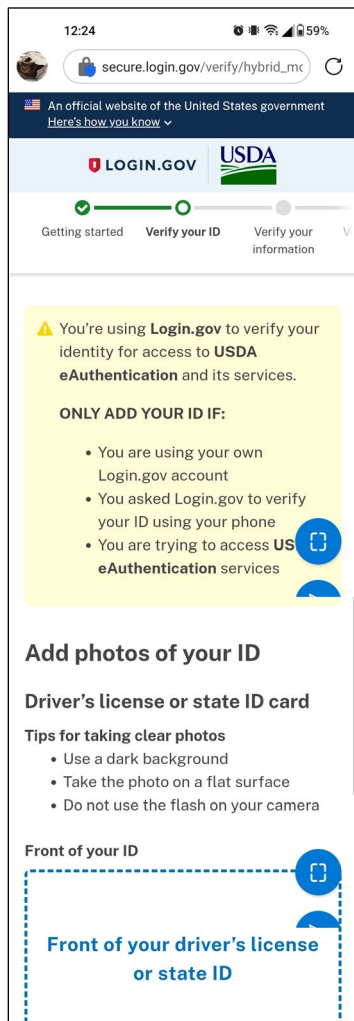 12:24
59%
secure.login.gov/verify/hybrid_mo
An official website of the United States government
Here's how you know
LOGIN.GOV
USDA
Getting started
Verify your ID
Verify your
information
You're using Login.gov to verify your
identity for access to USDA
eAuthentication and its services.
ONLY ADD YOUR ID IF:
• You are using your own
Login.gov account
• You asked Login.gov to verify
your ID using your phone
• You are trying to access US
eAuthentication services
Add photos of your ID
Driver's license or state ID card
Tips for taking clear photos
• Use a dark background
• Take the photo on a flat surface
• Do not use the flash on your camera
Front of your ID
Front of your driver's license
or state ID